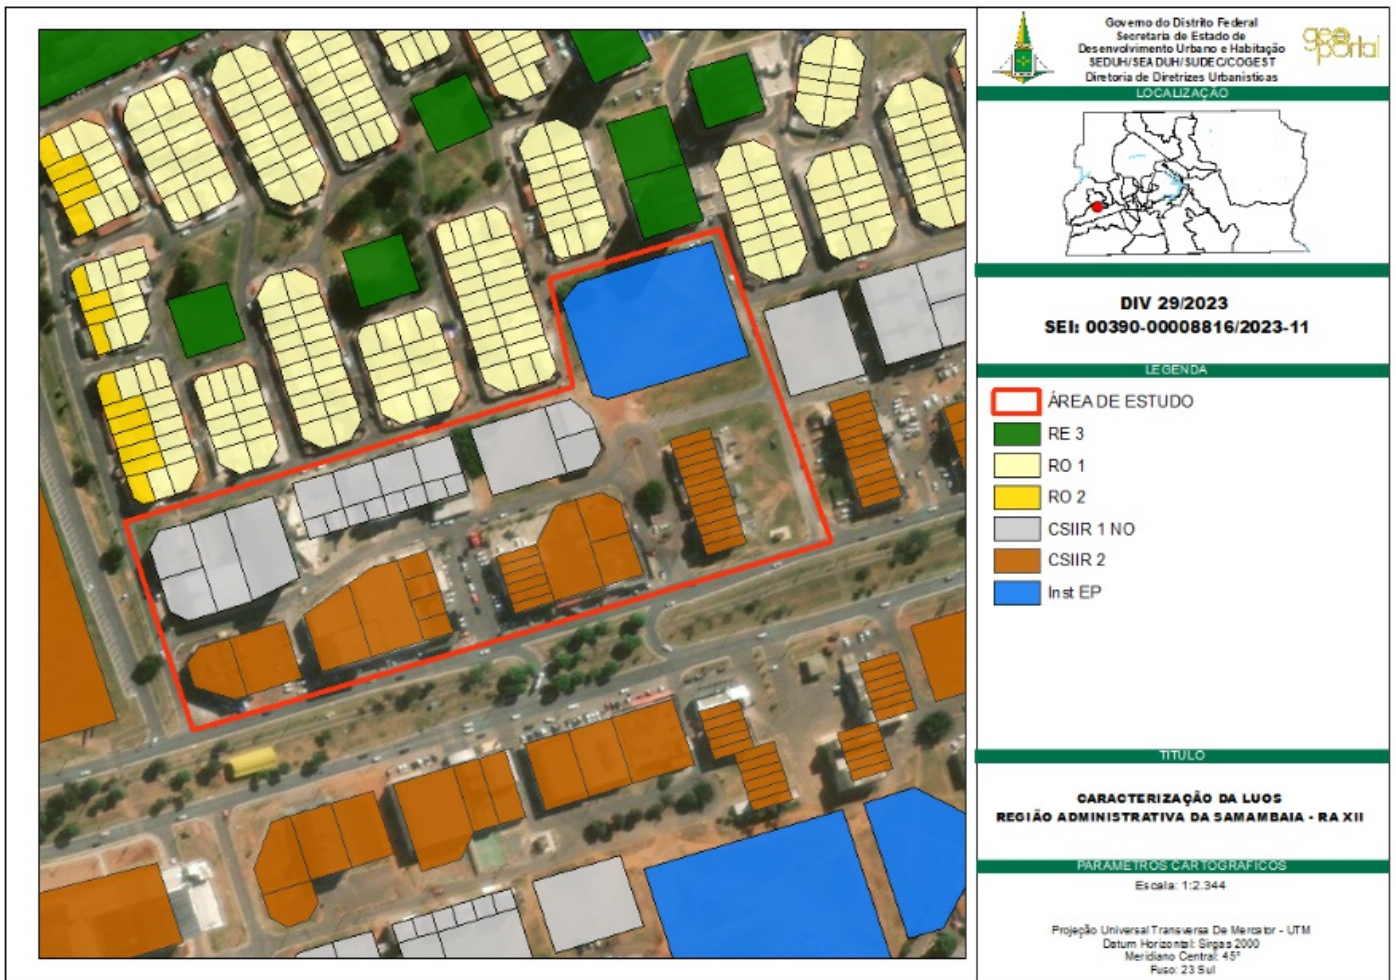 Governo do Distrito Federal
Secretaria de Estado de
Desenvolvimento Urbano e Habitação
SEDUH/SEADUH/SUDEC/COGEST
Diretoria de Diretrizes Urbanísticas
geo
portal
LOCALIZAÇÃO
DIV 29/2023
SEI: 00390-00008816/2023-11
LEGENDA
ÁREA DE ESTUDO
RE 3
RO 1
RO 2
CSIIR 1 NO
CSIIR 2
Inst EP
TITULO
CARACTERIZAÇÃO DA LUOS
REGIÃO ADMINISTRATIVA DA SAMAMBAIA - RA XII
PARAMETROS CARTOGRAFICOS
Escala: 1:2.344
Projeção Universal Transversa De Mercator - UTM
Datum Horizontal: Sirgas 2000
Meridiano Central: 45º
Fuso: 23 Sul